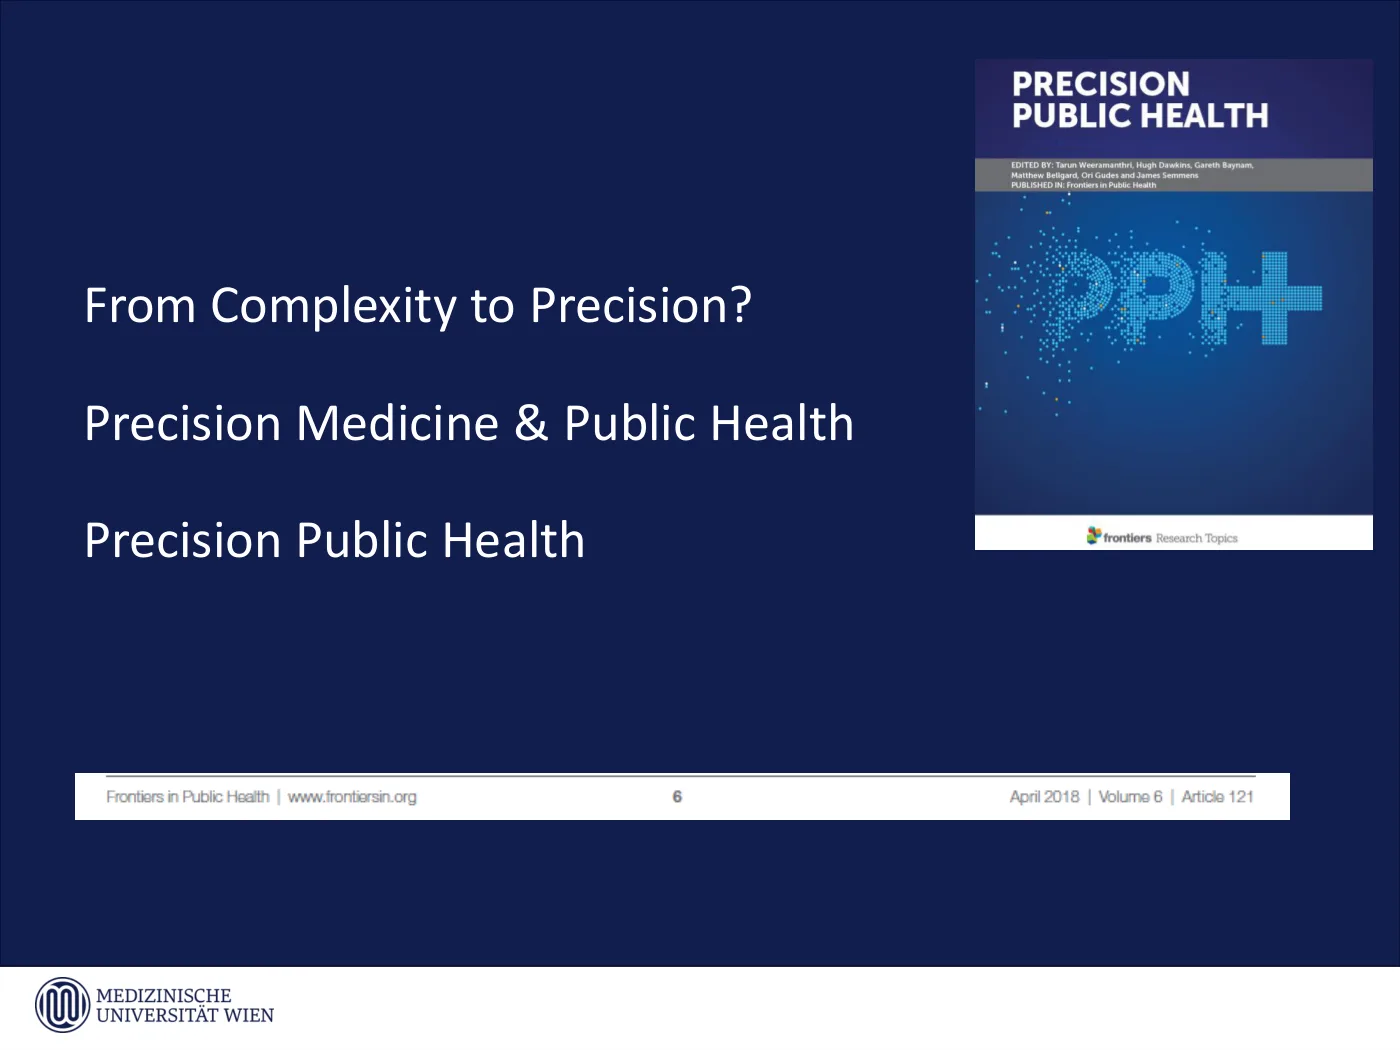 PRECISION
PUBLIC HEALTH
EDITED BY: Tarun Weeramanthri, Hugh Dawkins, Gareth Baynam,
Matthew Bellgard, Ori Gudes and James Semmens
PUBLISHED IN: Frontiers in Public Health
PPH
frontiers Research Topics
From Complexity to Precision?
Precision Medicine & Public Health
Precision Public Health
Frontiers in Public Health | www.frontiersin.org 6 April 2018 | Volume 6 | Article 121
MEDIZINISCHE
UNIVERSITÄT WIEN